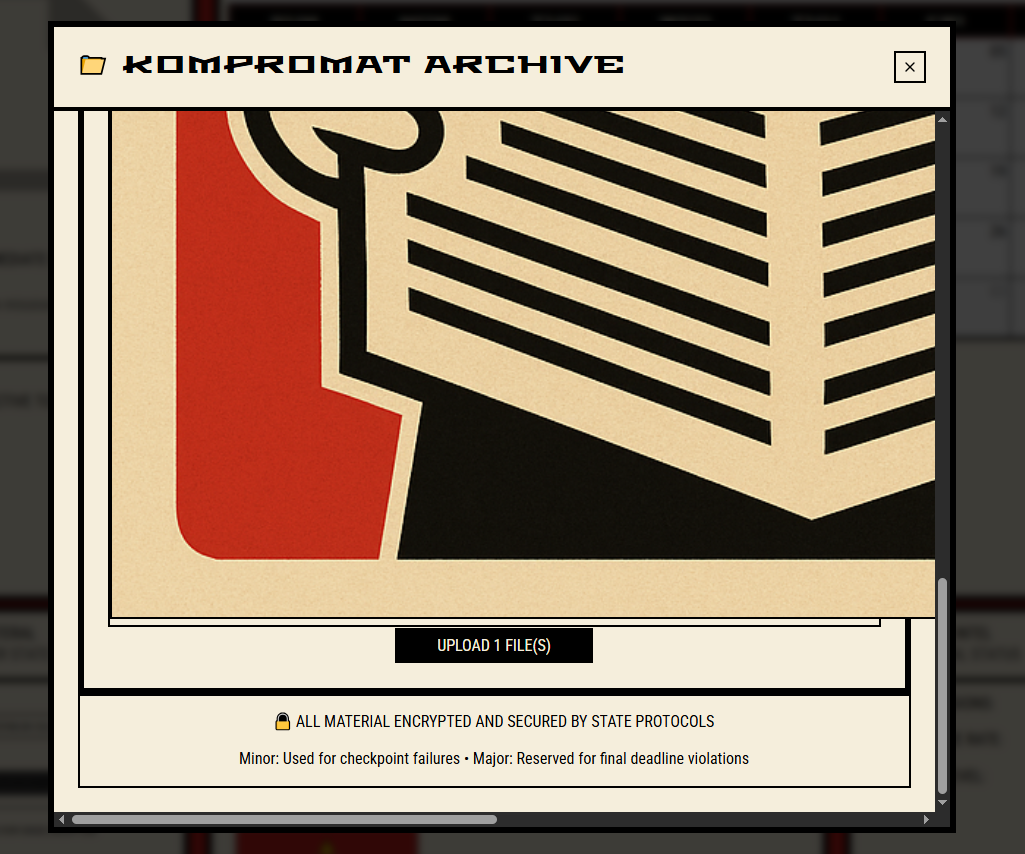 KOMPROMAT ARCHIVE
×
UPLOAD 1 FILE(S)
ALL MATERIAL ENCRYPTED AND SECURED BY STATE PROTOCOLS
Minor: Used for checkpoint failures • Major: Reserved for final deadline violations